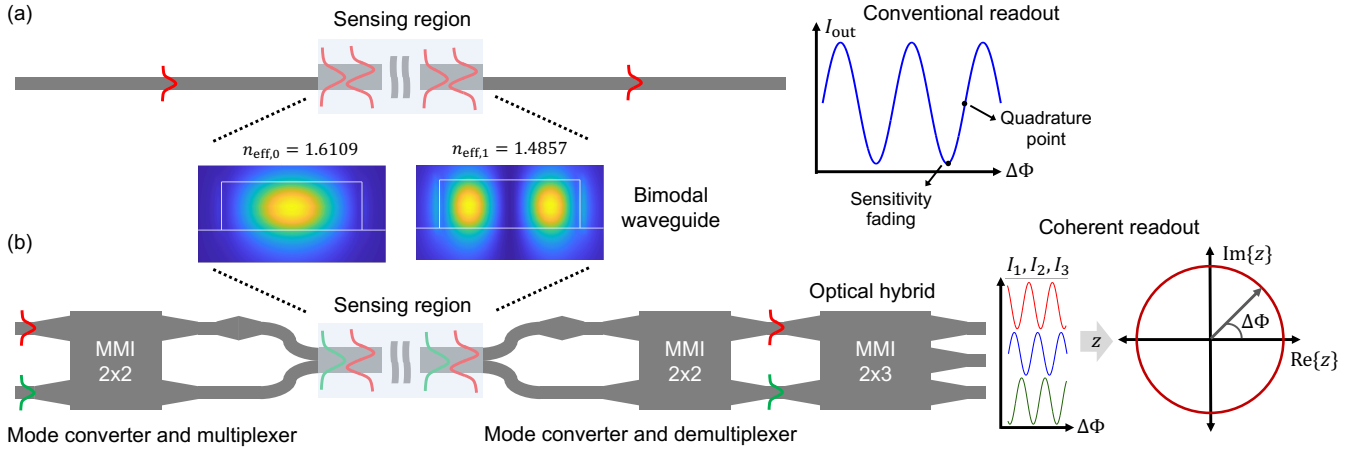 (a)
Sensing region
Conventional readout
I_out
Quadrature
point
ΔΦ
Sensitivity
fading
n_eff,0 = 1.6109
n_eff,1 = 1.4857
Bimodal
waveguide
(b)
Sensing region
Optical hybrid
Coherent readout
MMI
2x2
MMI
2x2
MMI
2x3
I_1, I_2, I_3
ΔΦ
z
Im{z}
ΔΦ
Re{z}
Mode converter and multiplexer
Mode converter and demultiplexer